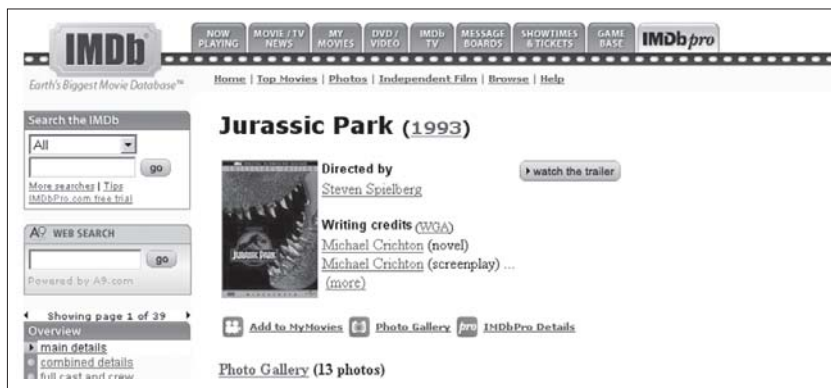 IMDb
Earth's Biggest Movie Database™
NOW PLAYING
MOVIE / TV NEWS
MY MOVIES
DVD / VIDEO
IMDb TV
MESSAGE BOARDS
SHOWTIMES & TICKETS
GAME BASE
IMDb pro
Home | Top Movies | Photos | Independent Film | Browse | Help
Search the IMDb
All
go
More searches | Tips
IMDbPro.com free trial
A9 WEB SEARCH
go
Powered by A9.com
Showing page 1 of 39
Overview
main details
combined details
full cast and crew
Jurassic Park (1993)
JURASSIC PARK
Directed by
Steven Spielberg
watch the trailer
Writing credits (WGA)
Michael Crichton (novel)
Michael Crichton (screenplay) ...
(more)
Add to MyMovies
Photo Gallery
pro IMDbPro Details
Photo Gallery (13 photos)